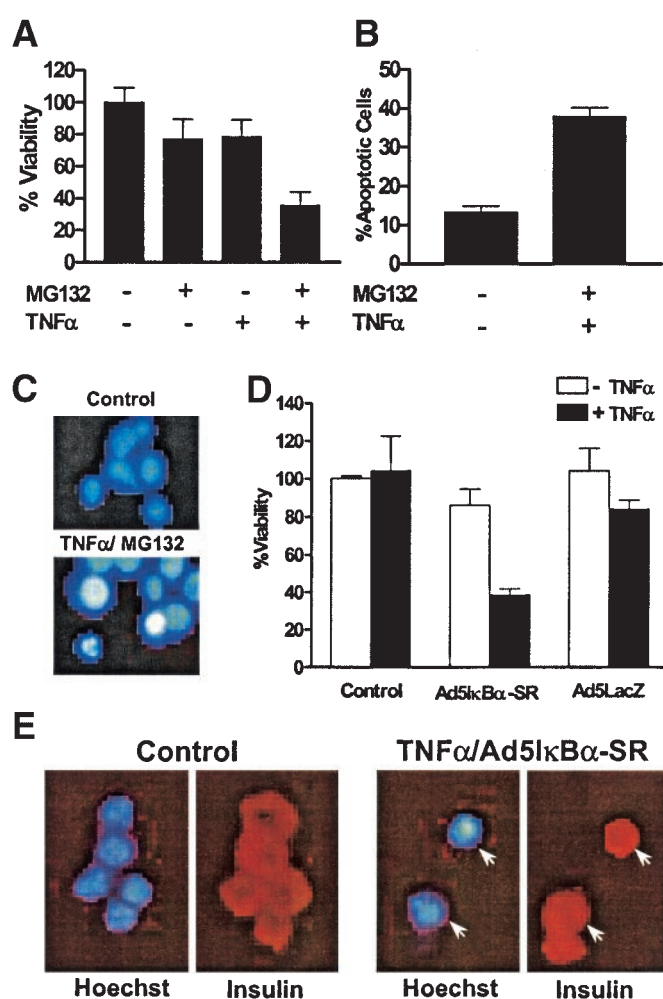 A
120
100
80
60
40
20
0
% Viability
MG132 - + - +
TNFα - - + +
B
50
40
30
20
10
0
%Apoptotic Cells
MG132 - +
TNFα - +
C
Control
TNFα/ MG132
D
- TNFα
+ TNFα
140
120
100
80
60
40
20
0
%Viability
Control Ad5IκBα-SR Ad5LacZ
E
Control TNFα/Ad5IκBα-SR
Hoechst Insulin Hoechst Insulin